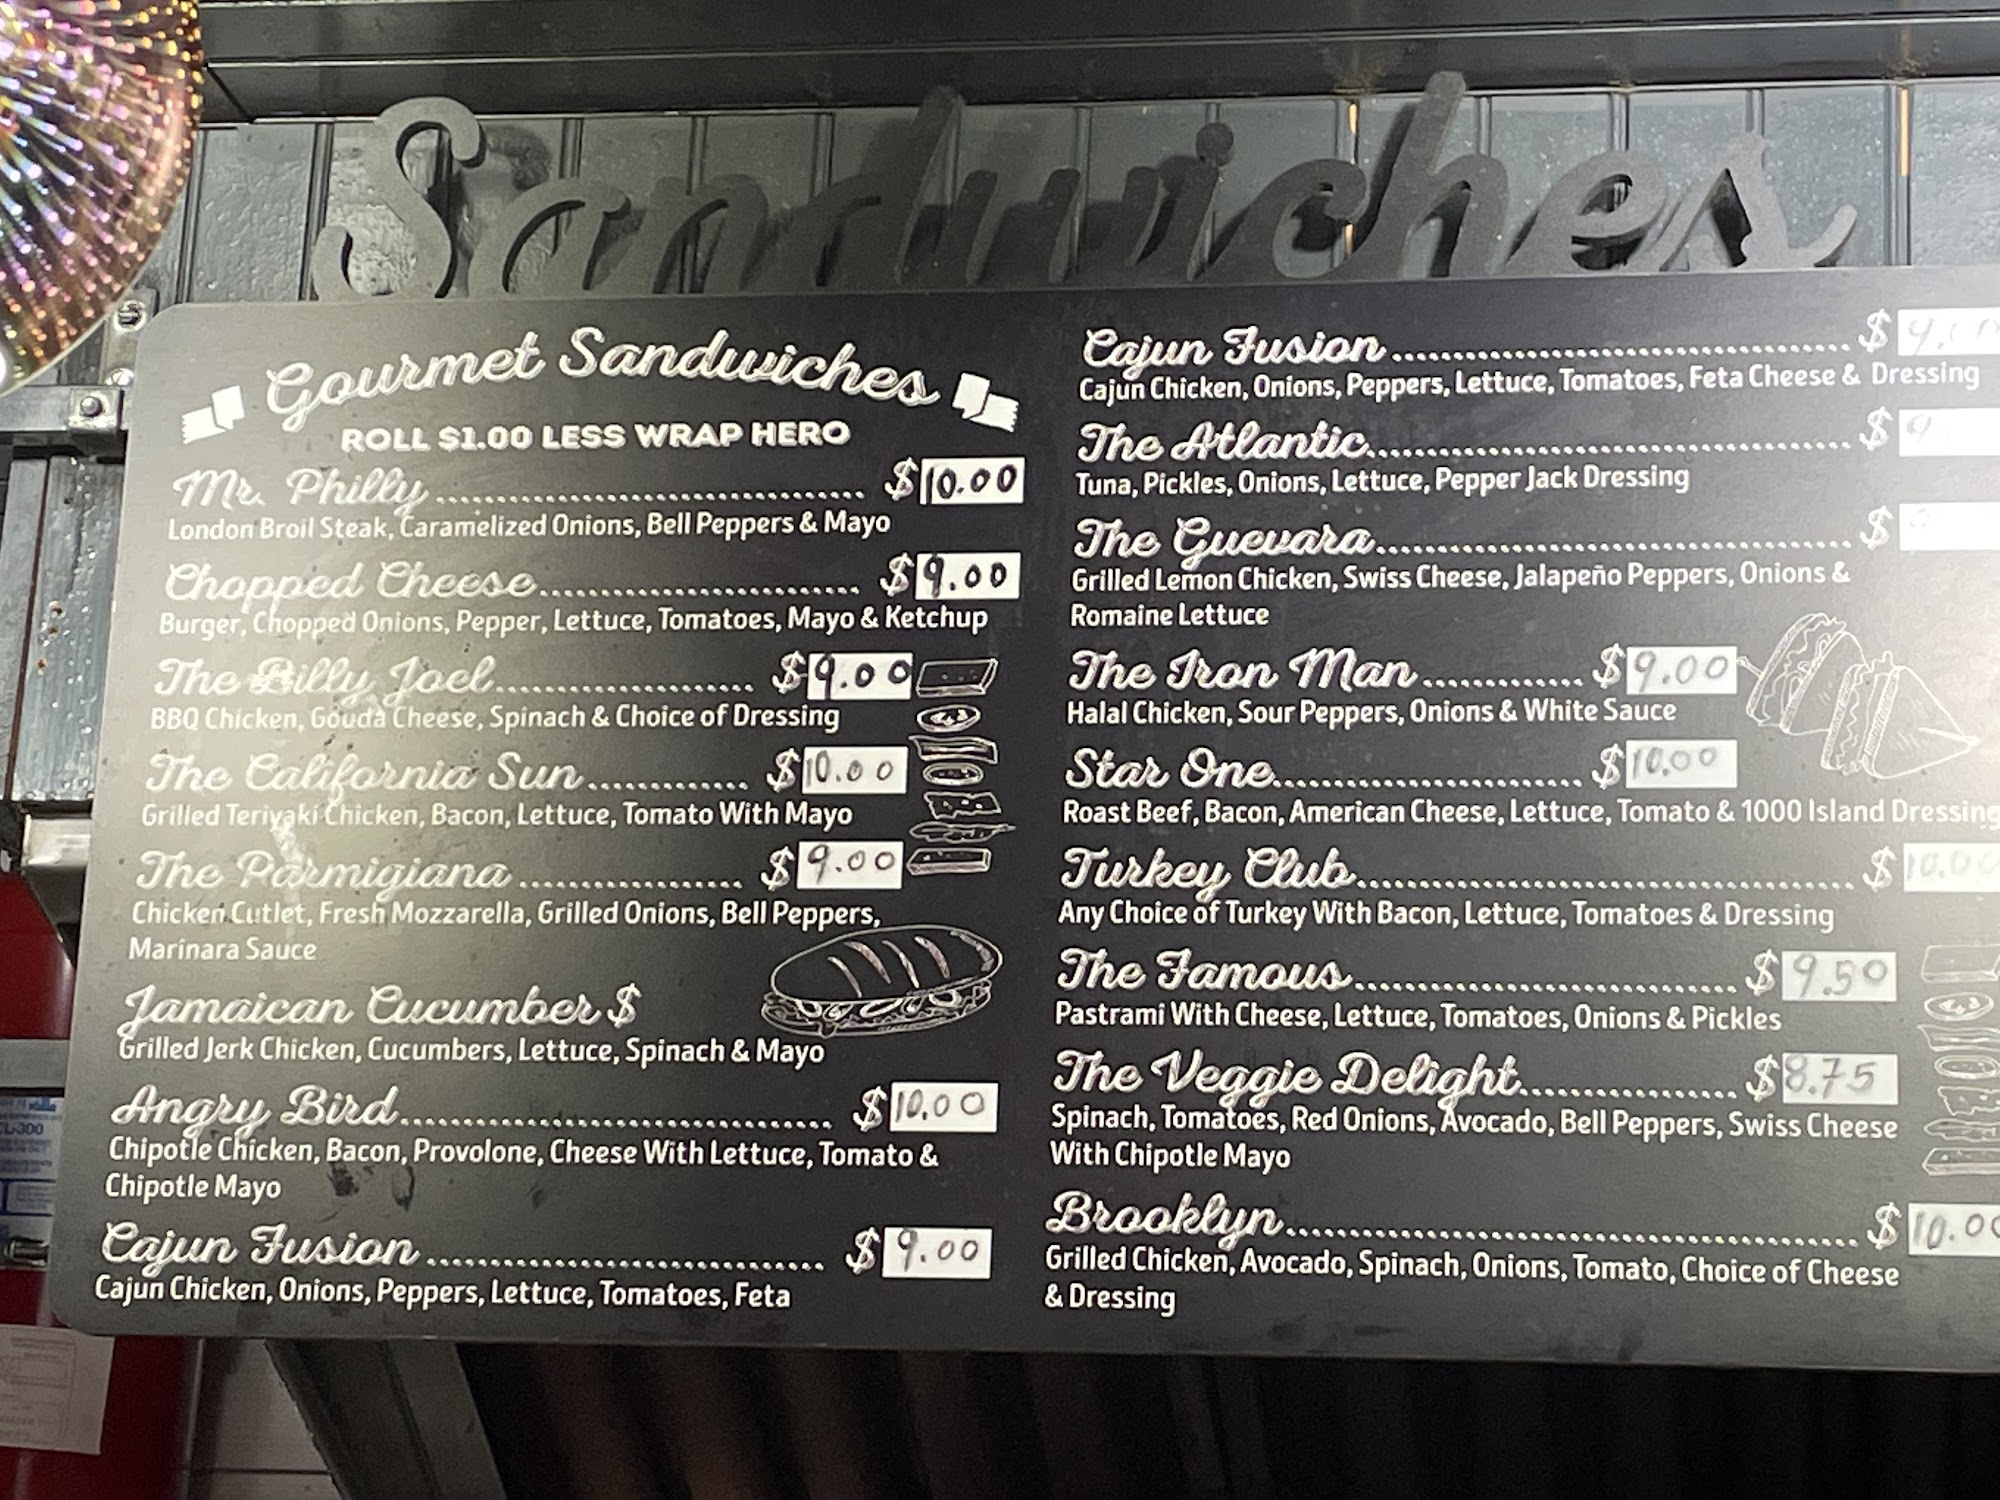 Sandwiches
Gourmet Sandwiches
ROLL $1.00 LESS WRAP HERO
Mr. Philly $10.00
London Broil Steak, Caramelized Onions, Bell Peppers & Mayo
Chopped Cheese $9.00
Burger, Chopped Onions, Pepper, Lettuce, Tomatoes, Mayo & Ketchup
The Billy Joel $9.00
BBQ Chicken, Gouda Cheese, Spinach & Choice of Dressing
The California Sun $10.00
Grilled Teriyaki Chicken, Bacon, Lettuce, Tomato With Mayo
The Parmigiana $9.00
Chicken Cutlet, Fresh Mozzarella, Grilled Onions, Bell Peppers,
Marinara Sauce
Jamaican Cucumber $
Grilled Jerk Chicken, Cucumbers, Lettuce, Spinach & Mayo
Angry Bird $10.00
Chipotle Chicken, Bacon, Provolone, Cheese With Lettuce, Tomato &
Chipotle Mayo
Cajun Fusion $9.00
Cajun Chicken, Onions, Peppers, Lettuce, Tomatoes, Feta
Cajun Fusion $
Cajun Chicken, Onions, Peppers, Lettuce, Tomatoes, Feta Cheese & Dressing
The Atlantic $
Tuna, Pickles, Onions, Lettuce, Pepper Jack Dressing
The Guevara $
Grilled Lemon Chicken, Swiss Cheese, Jalapeño Peppers, Onions &
Romaine Lettuce
The Iron Man $9.00
Halal Chicken, Sour Peppers, Onions & White Sauce
Star One $10.00
Roast Beef, Bacon, American Cheese, Lettuce, Tomato & 1000 Island Dressing
Turkey Club $10.00
Any Choice of Turkey With Bacon, Lettuce, Tomatoes & Dressing
The Famous $9.50
Pastrami With Cheese, Lettuce, Tomatoes, Onions & Pickles
The Veggie Delight $8.75
Spinach, Tomatoes, Red Onions, Avocado, Bell Peppers, Swiss Cheese
With Chipotle Mayo
Brooklyn $10.00
Grilled Chicken, Avocado, Spinach, Onions, Tomato, Choice of Cheese
& Dressing